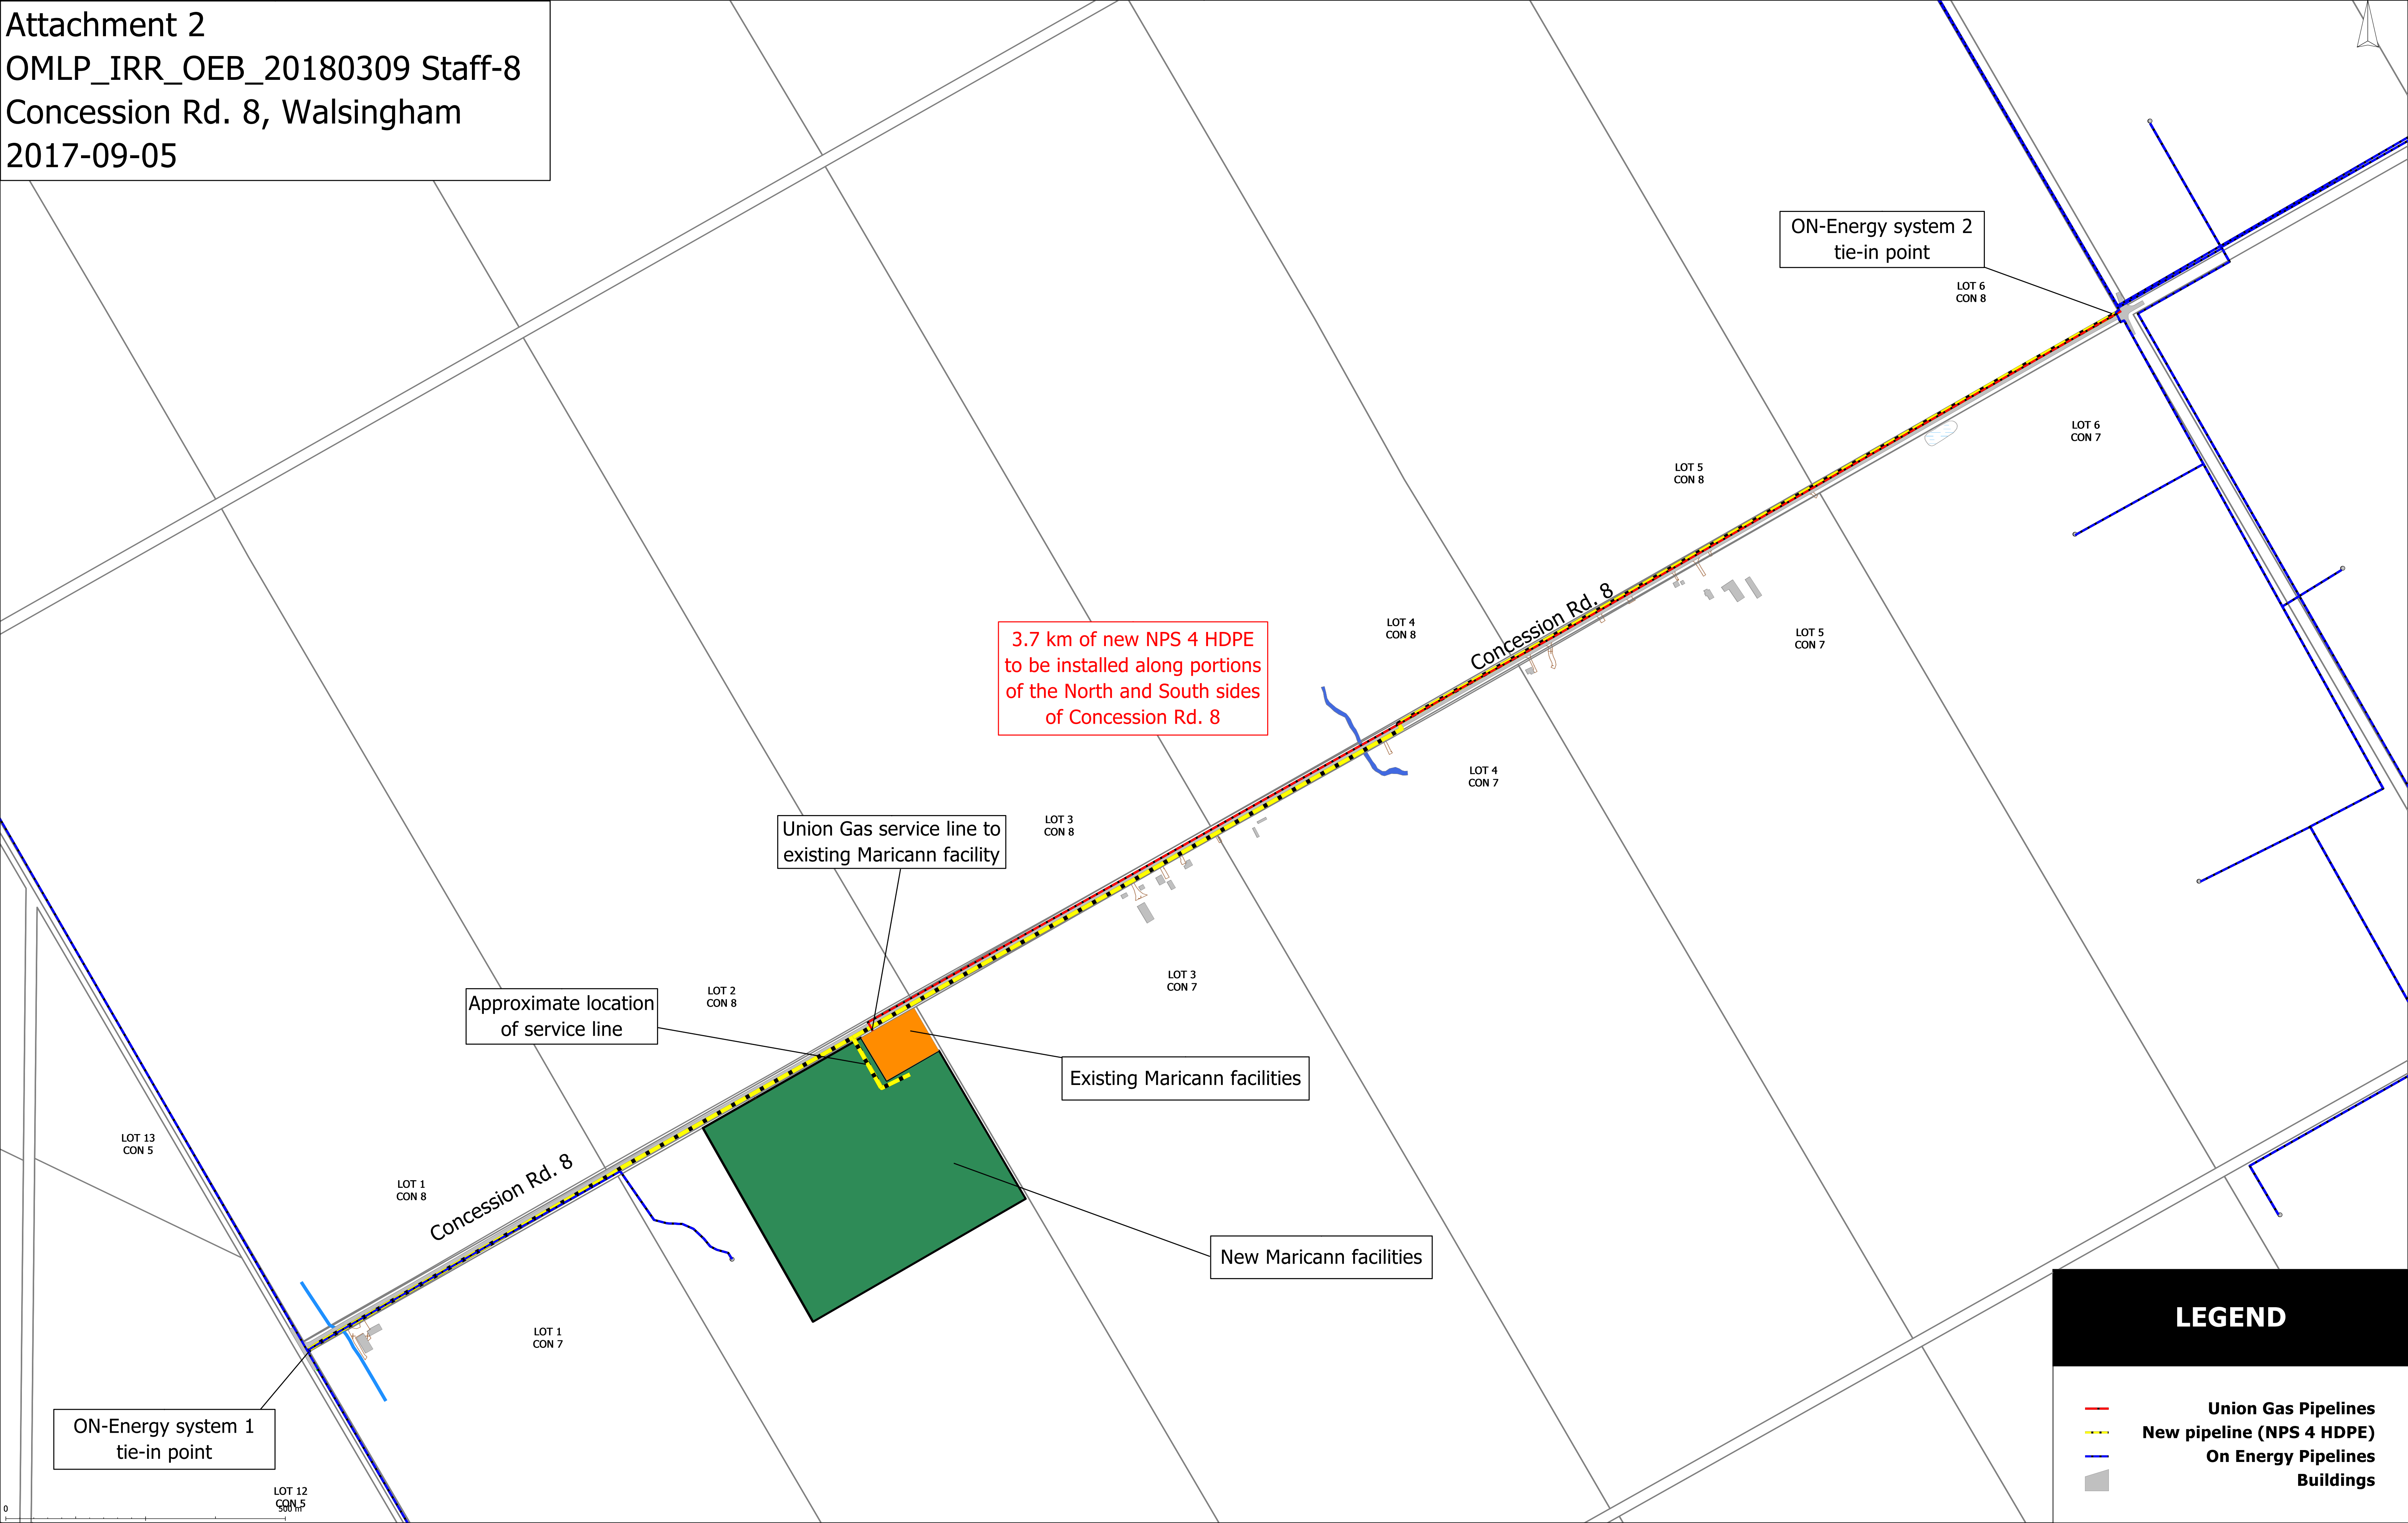 Attachment 2
OMLP_IRR_OEB_20180309 Staff-8
Concession Rd. 8, Walsingham
2017-09-05
ON-Energy system 2
tie-in point
LOT 6
CON 8
LOT 6
CON 7
LOT 5
CON 8
Concession Rd. 8
LOT 5
CON 7
LOT 4
CON 8
3.7 km of new NPS 4 HDPE
to be installed along portions
of the North and South sides
of Concession Rd. 8
LOT 4
CON 7
LOT 3
CON 8
Union Gas service line to
existing Maricann facility
LOT 3
CON 7
LOT 2
CON 8
Approximate location
of service line
Existing Maricann facilities
LOT 13
CON 5
LOT 1
CON 8
Concession Rd. 8
New Maricann facilities
LOT 1
CON 7
ON-Energy system 1
tie-in point
LOT 12
CON 5
0
500 m
LEGEND
Union Gas Pipelines
New pipeline (NPS 4 HDPE)
On Energy Pipelines
Buildings